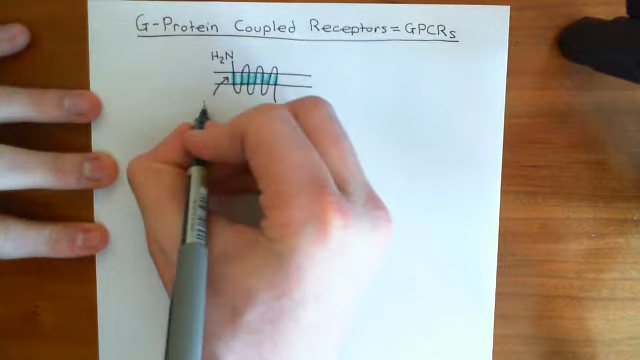 G-Protein Coupled Receptors = GPCRs
H₂N